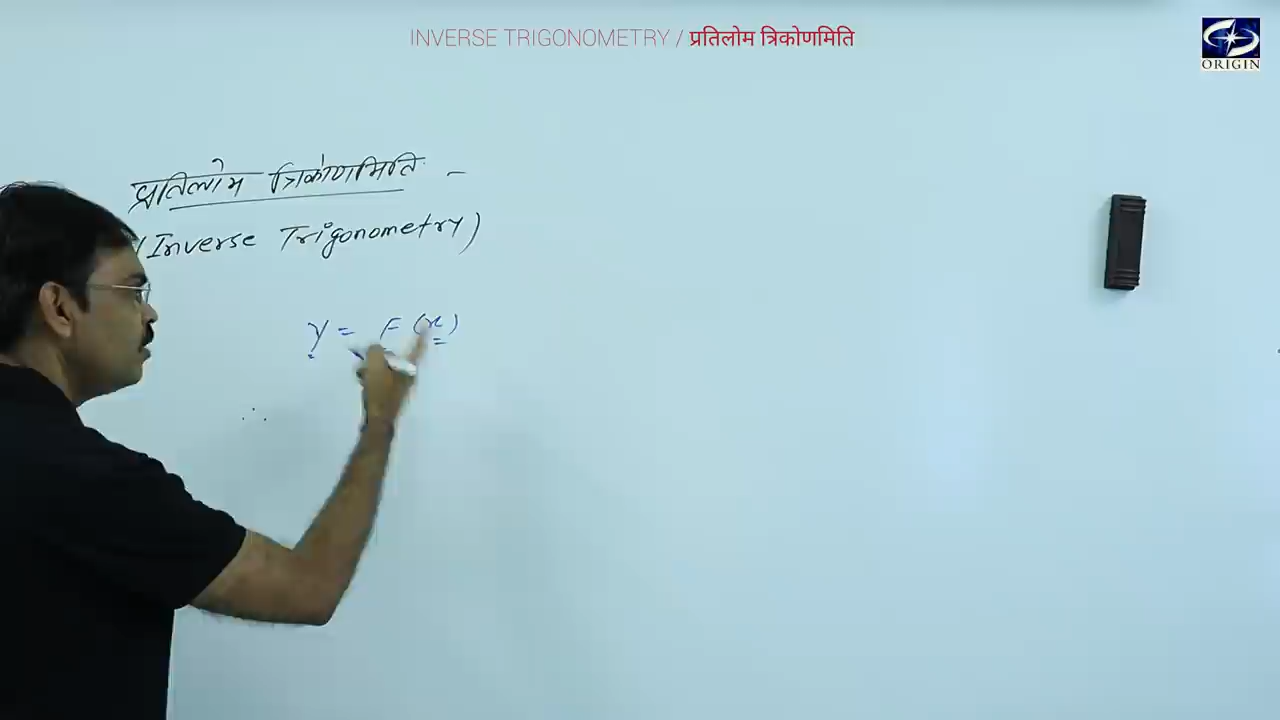 INVERSE TRIGONOMETRY / प्रतिलोम त्रिकोणमिति
ORIGIN
प्रतिलोम त्रिकोणमिति -
(Inverse Trigonometry)
y = F(x)
∴